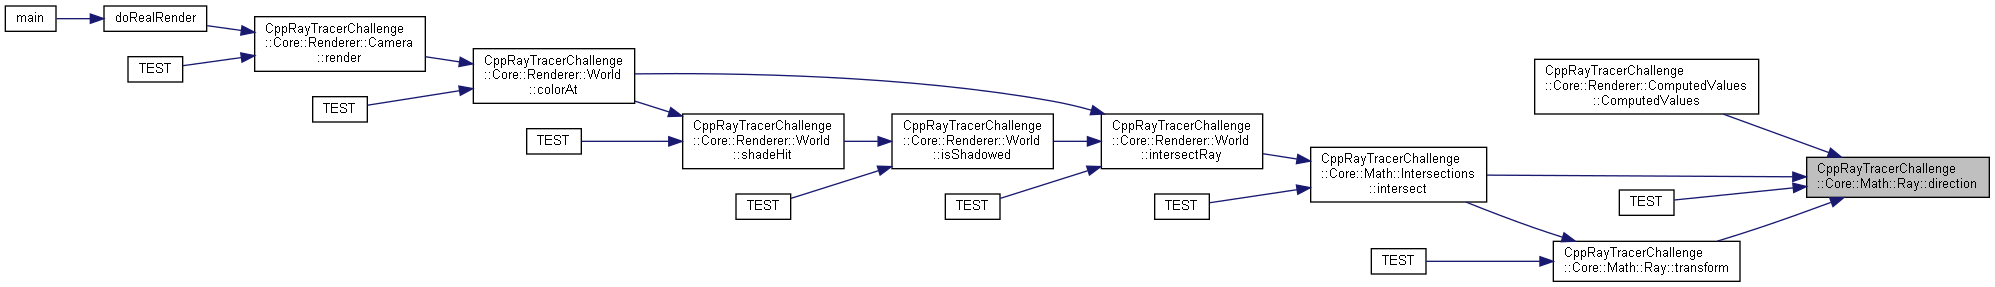 main
doRealRender
TEST
CppRayTracerChallenge
::Core::Renderer::Camera
::render
TEST
CppRayTracerChallenge
::Core::Renderer::World
::colorAt
TEST
CppRayTracerChallenge
::Core::Renderer::World
::shadeHit
TEST
CppRayTracerChallenge
::Core::Renderer::World
::isShadowed
TEST
CppRayTracerChallenge
::Core::Renderer::World
::intersectRay
TEST
CppRayTracerChallenge
::Core::Math::Intersections
::intersect
TEST
CppRayTracerChallenge
::Core::Renderer::ComputedValues
::ComputedValues
TEST
CppRayTracerChallenge
::Core::Math::Ray::transform
CppRayTracerChallenge
::Core::Math::Ray::direction